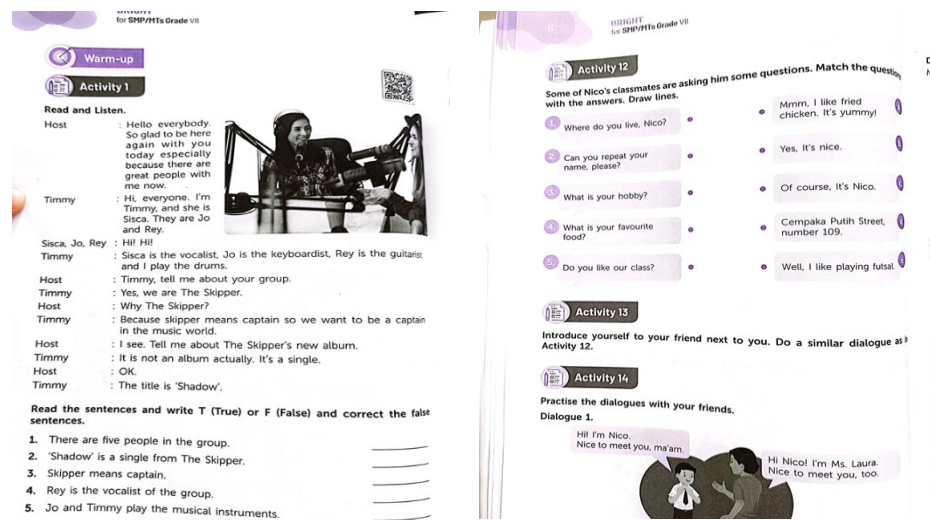 BRIGHT
for SMP/MTs Grade VII
Warm-up
Activity 1
Read and Listen.
Host : Hello everybody.
So glad to be here
again with you
today especially
because there are
great people with
me now.
Timmy : Hi, everyone. I'm
Timmy, and she is
Sisca. They are Jo
and Rey.
Sisca, Jo, Rey : Hi! Hi!
Timmy : Sisca is the vocalist, Jo is the keyboardist, Rey is the guitarist
and I play the drums.
Host : Timmy, tell me about your group.
Timmy : Yes, we are The Skipper.
Host : Why The Skipper?
Timmy : Because skipper means captain so we want to be a captain
in the music world.
Host : I see. Tell me about The Skipper's new album.
Timmy : It is not an album actually. It's a single.
Host : OK.
Timmy : The title is 'Shadow'.
Read the sentences and write T (True) or F (False) and correct the false
sentences.
1. There are five people in the group.
2. 'Shadow' is a single from The Skipper.
3. Skipper means captain.
4. Rey is the vocalist of the group.
5. Jo and Timmy play the musical instruments.
8
BRIGHT
for SMP/MTs Grade VII
Activity 12
Some of Nico's classmates are asking him some questions. Match the question
with the answers. Draw lines.
1. Where do you live, Nico?
Mmm, I like fried
chicken. It's yummy!
2. Can you repeat your
name, please?
Yes, It's nice.
3. What is your hobby?
Of course, It's Nico.
4. What is your favourite
food?
Cempaka Putih Street,
number 109.
5. Do you like our class?
Well, I like playing futsal.
Activity 13
Introduce yourself to your friend next to you. Do a similar dialogue as
Activity 12.
Activity 14
Practise the dialogues with your friends.
Dialogue 1.
Hi! I'm Nico.
Nice to meet you, ma'am.
Hi Nico! I'm Ms. Laura.
Nice to meet you, too.